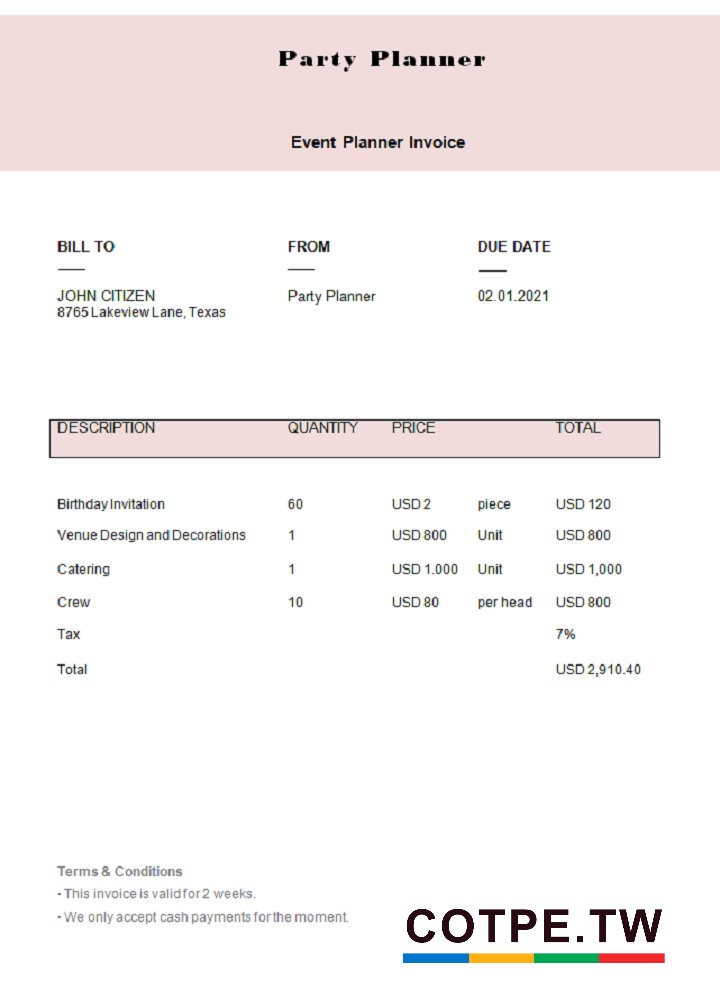 Party Planner
Event Planner Invoice
BILL TO FROM DUE DATE
JOHN CITIZEN Party Planner 02.01.2021
8765 Lakeview Lane, Texas
DESCRIPTION QUANTITY PRICE TOTAL
Birthday Invitation 60 USD 2 piece USD 120
Venue Design and Decorations 1 USD 800 Unit USD 800
Catering 1 USD 1.000 Unit USD 1,000
Crew 10 USD 80 per head USD 800
Tax 7%
Total USD 2,910.40
Terms & Conditions
- This invoice is valid for 2 weeks.
- We only accept cash payments for the moment.
COTPE.TW